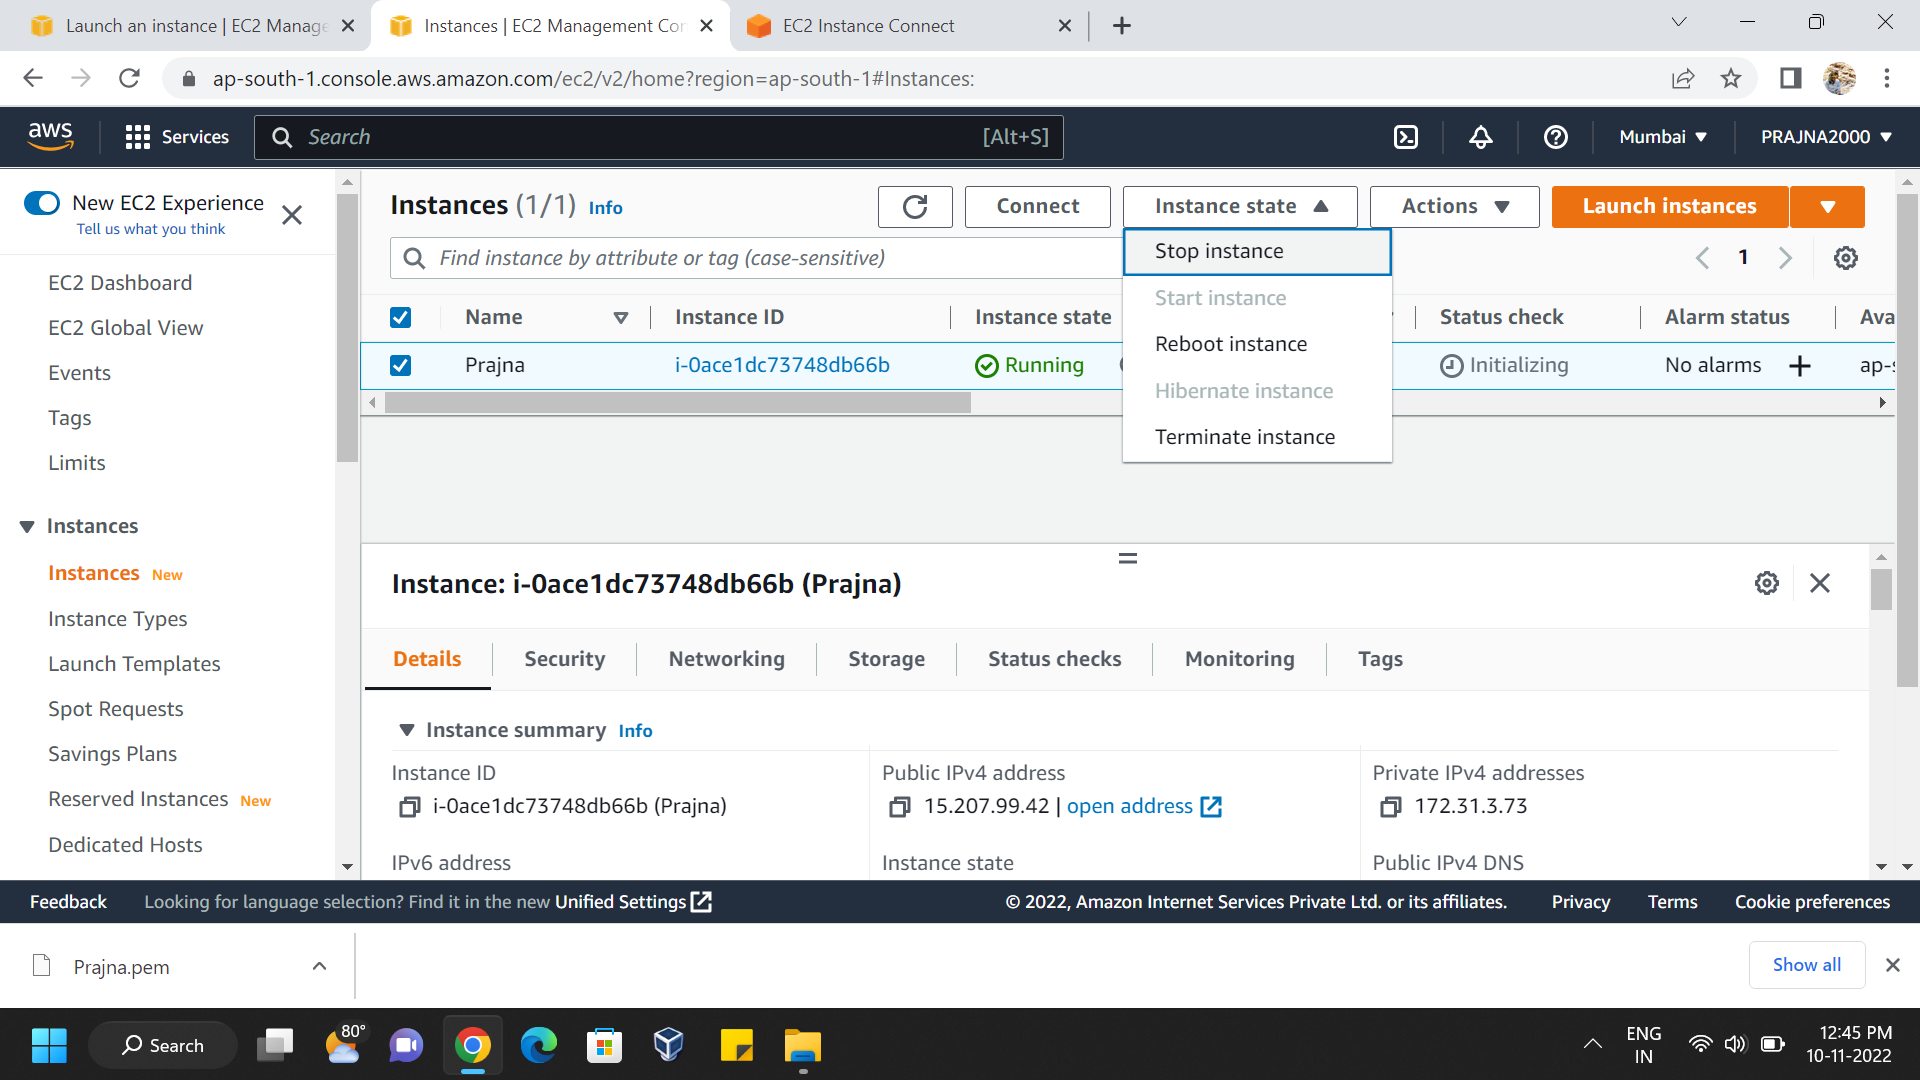 Launch an instance | EC2 Manage
Instances | EC2 Management Cor
EC2 Instance Connect
ap-south-1.console.aws.amazon.com/ec2/v2/home?region=ap-south-1#Instances:
aws
Services
Search
[Alt+S]
Mumbai
PRAJNA2000
New EC2 Experience
Tell us what you think
EC2 Dashboard
EC2 Global View
Events
Tags
Limits
Instances
Instances New
Instance Types
Launch Templates
Spot Requests
Savings Plans
Reserved Instances New
Dedicated Hosts
Instances (1/1) Info
Connect
Instance state
Actions
Launch instances
Find instance by attribute or tag (case-sensitive)
1
Stop instance
Start instance
Reboot instance
Hibernate instance
Terminate instance
Name
Instance ID
Instance state
Status check
Alarm status
Ava
Prajna
i-0ace1dc73748db66b
Running
Initializing
No alarms
ap-s
Instance: i-0ace1dc73748db66b (Prajna)
Details
Security
Networking
Storage
Status checks
Monitoring
Tags
Instance summary Info
Instance ID
i-0ace1dc73748db66b (Prajna)
Public IPv4 address
15.207.99.42 | open address
Private IPv4 addresses
172.31.3.73
IPv6 address
Instance state
Public IPv4 DNS
Feedback
Looking for language selection? Find it in the new Unified Settings
© 2022, Amazon Internet Services Private Ltd. or its affiliates.
Privacy
Terms
Cookie preferences
Prajna.pem
Show all
Search
80°
ENG
IN
12:45 PM
10-11-2022